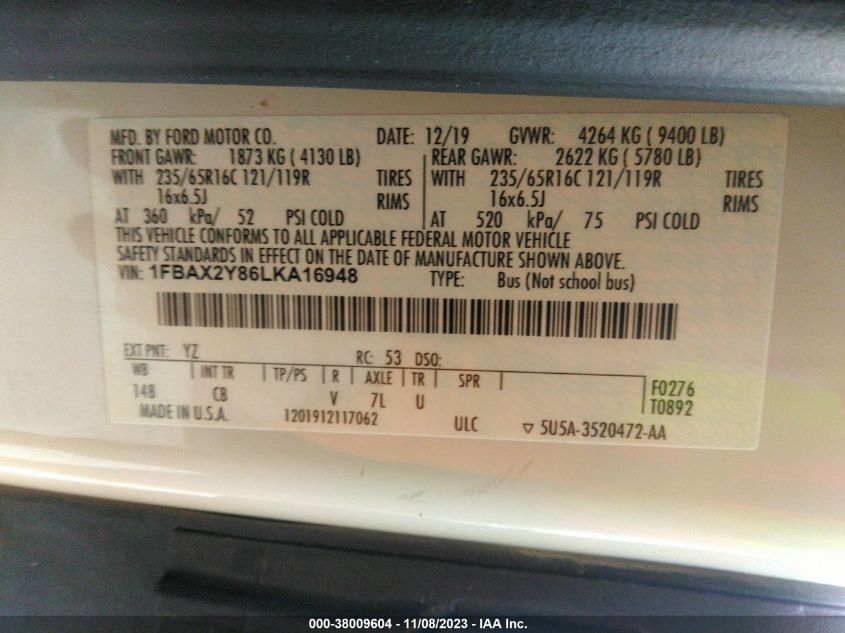 MFD. BY FORD MOTOR CO. DATE: 12/19 GVWR: 4264 KG ( 9400 LB)
FRONT GAWR: 1873 KG ( 4130 LB) REAR GAWR: 2622 KG ( 5780 LB)
WITH 235/65R16C 121/119R TIRES WITH 235/65R16C 121/119R TIRES
16x6.5J RIMS 16x6.5J RIMS
AT 360 kPa/ 52 PSI COLD AT 520 kPa/ 75 PSI COLD
THIS VEHICLE CONFORMS TO ALL APPLICABLE FEDERAL MOTOR VEHICLE
SAFETY STANDARDS IN EFFECT ON THE DATE OF MANUFACTURE SHOWN ABOVE.
VIN: 1FBAX2Y86LKA16948 TYPE: Bus (Not school bus)
EXT PNT: YZ RC: 53 DSO:
WB INT TR TP/PS R AXLE TR SPR F0276
148 CB V 7L U T0892
MADE IN U.S.A. 1201912117062 ULC 5U5A-3520472-AA
000-38009604 - 11/08/2023 - IAA Inc.